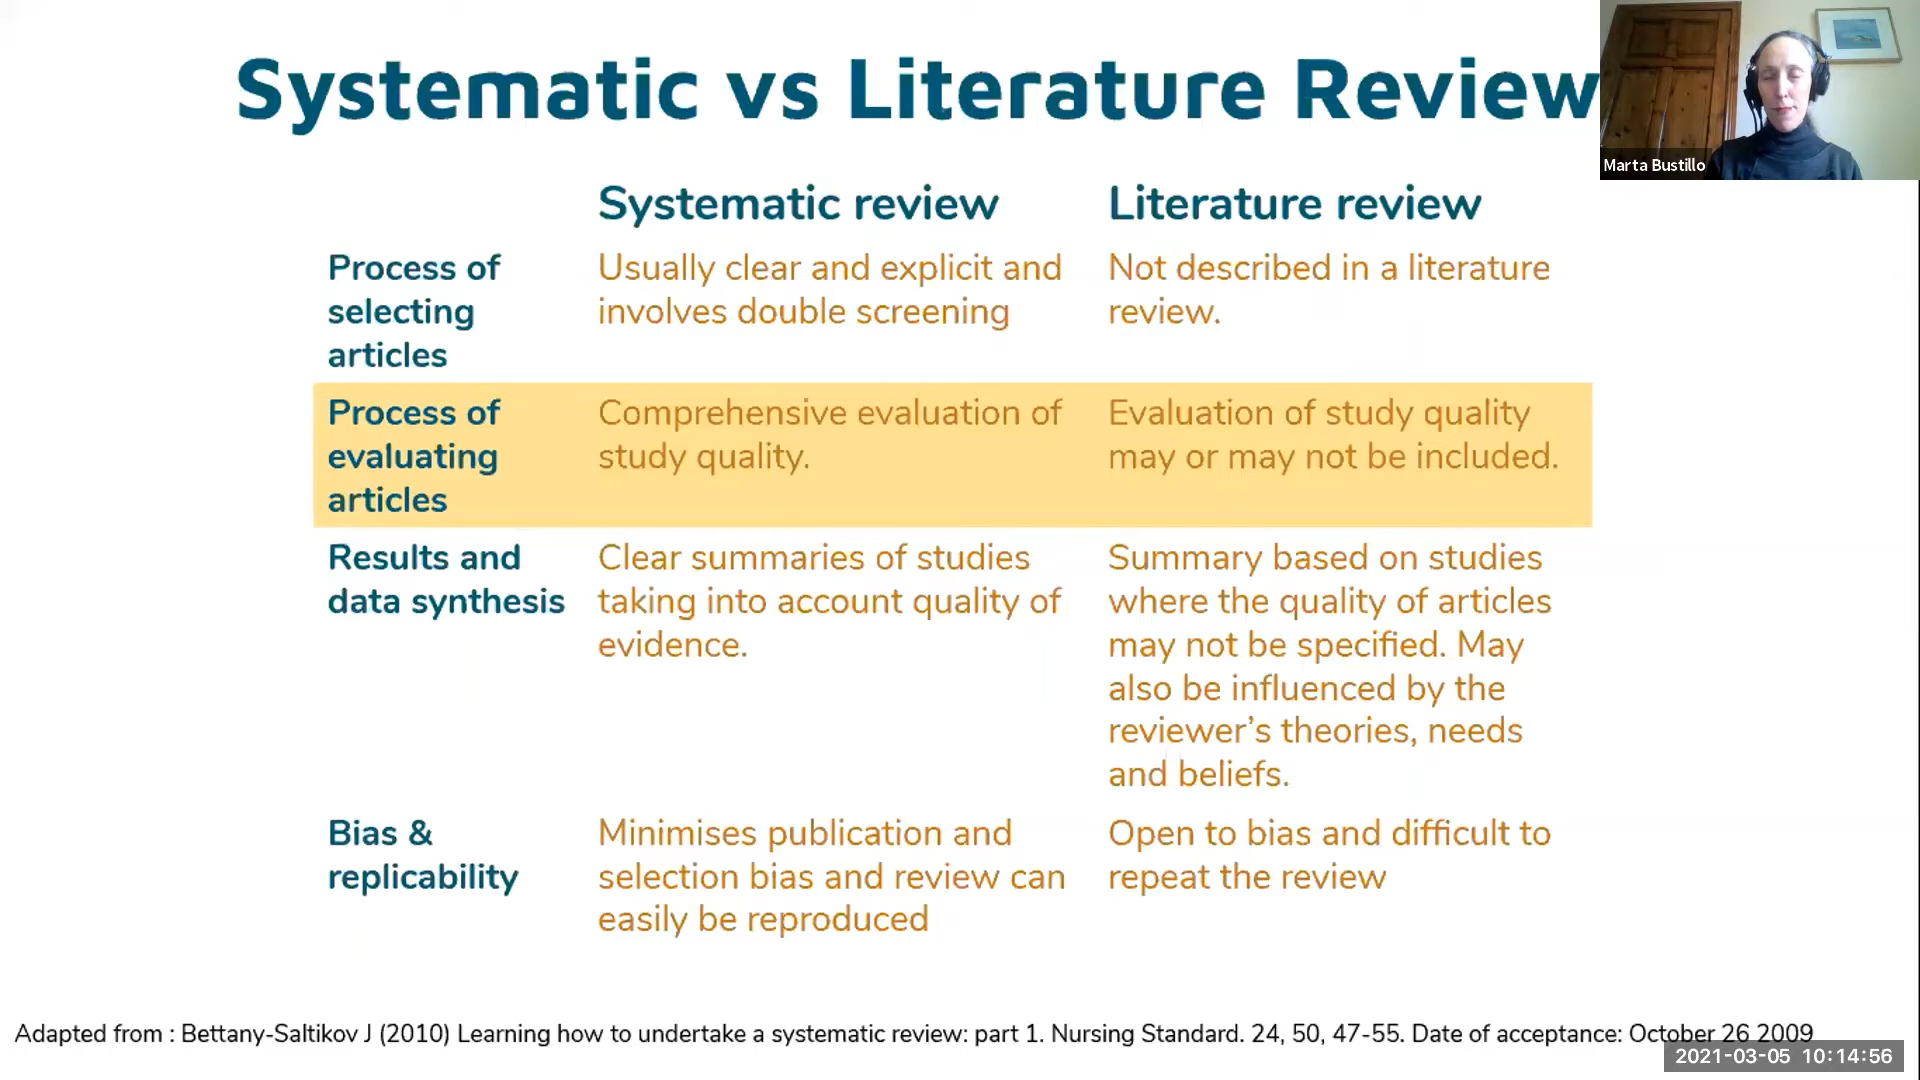 Systematic vs Literature Review
Marta Bustillo
Systematic review
Literature review
Process of
selecting
articles
Usually clear and explicit and
involves double screening
Not described in a literature
review.
Process of
evaluating
articles
Comprehensive evaluation of
study quality.
Evaluation of study quality
may or may not be included.
Results and
data synthesis
Clear summaries of studies
taking into account quality of
evidence.
Summary based on studies
where the quality of articles
may not be specified. May
also be influenced by the
reviewer’s theories, needs
and beliefs.
Bias &
replicability
Minimises publication and
selection bias and review can
easily be reproduced
Open to bias and difficult to
repeat the review
Adapted from : Bettany-Saltikov J (2010) Learning how to undertake a systematic review: part 1. Nursing Standard. 24, 50, 47-55. Date of acceptance: October 26 2009
2021-03-05 10:14:56